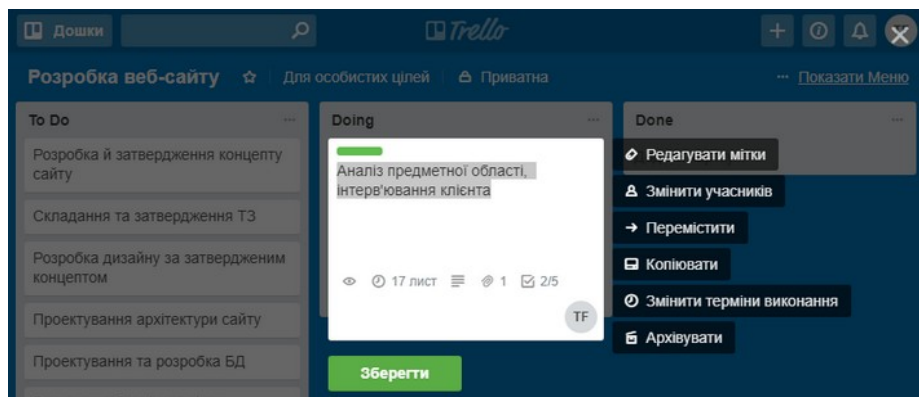 Дошки
Trello
Розробка веб-сайту
Для особистих цілей
Приватна
Показати Меню
To Do
Розробка й затвердження концепту
сайту
Складання та затвердження ТЗ
Розробка дизайну за затвердженим
концептом
Проектування архітектури сайту
Проектування та розробка БД
Doing
Аналіз предметної області,
інтерв'ювання клієнта
17 лист
1
2/5
TF
Зберегти
Done
Редагувати мітки
Змінити учасників
Перемістити
Копіювати
Змінити терміни виконання
Архівувати